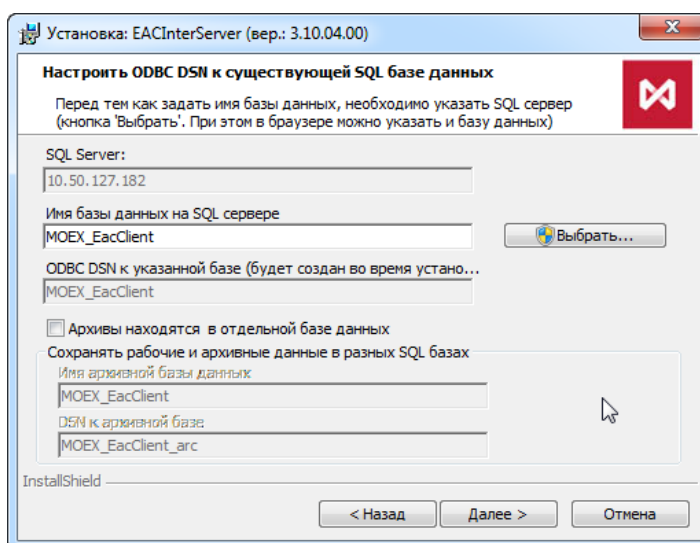 Установка: EACInterServer (вер.: 3.10.04.00)
Настроить ODBC DSN к существующей SQL базе данных
Перед тем как задать имя базы данных, необходимо указать SQL сервер
(кнопка 'Выбрать'. При этом в браузере можно указать и базу данных)
SQL Server:
10.50.127.182
Имя базы данных на SQL сервере
MOEX_EacClient
Выбрать...
ODBC DSN к указанной базе (будет создан во время устано...
MOEX_EacClient
Архивы находятся в отдельной базе данных
Сохранять рабочие и архивные данные в разных SQL базах
Имя архивной базы данных
MOEX_EacClient
DSN к архивной базе
MOEX_EacClient_arc
InstallShield
< Назад
Далее >
Отмена